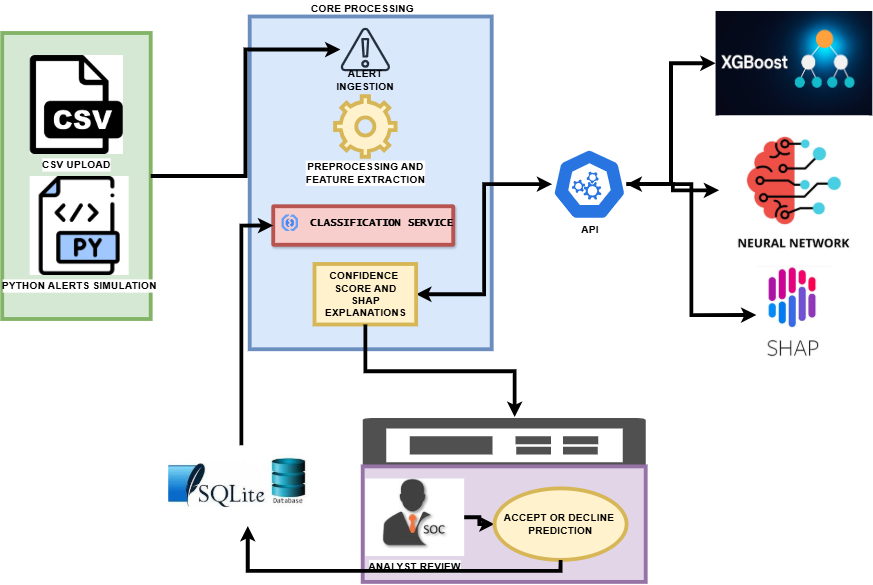 CORE PROCESSING
CSV
CSV UPLOAD
</>
PY
PYTHON ALERTS SIMULATION
ALERT
INGESTION
PREPROCESSING AND
FEATURE EXTRACTION
CLASSIFICATION SERVICE
CONFIDENCE
SCORE AND
SHAP
EXPLANATIONS
API
XGBoost
NEURAL NETWORK
SHAP
SQLite
Database
SOC
ACCEPT OR DECLINE
PREDICTION
ANALYST REVIEW